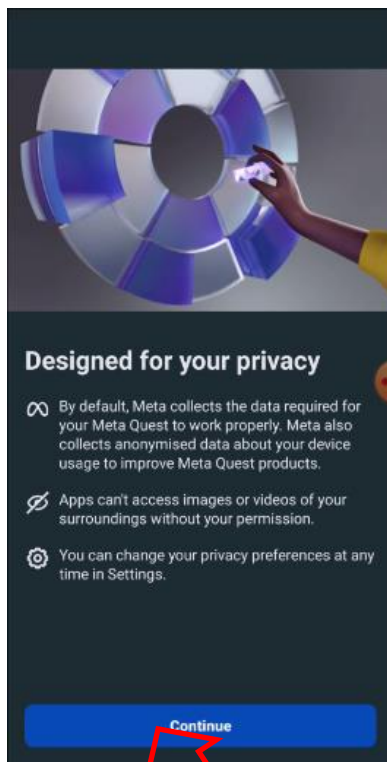 Designed for your privacy
By default, Meta collects the data required for
your Meta Quest to work properly. Meta also
collects anonymised data about your device
usage to improve Meta Quest products.
Apps can't access images or videos of your
surroundings without your permission.
You can change your privacy preferences at any
time in Settings.
Continue